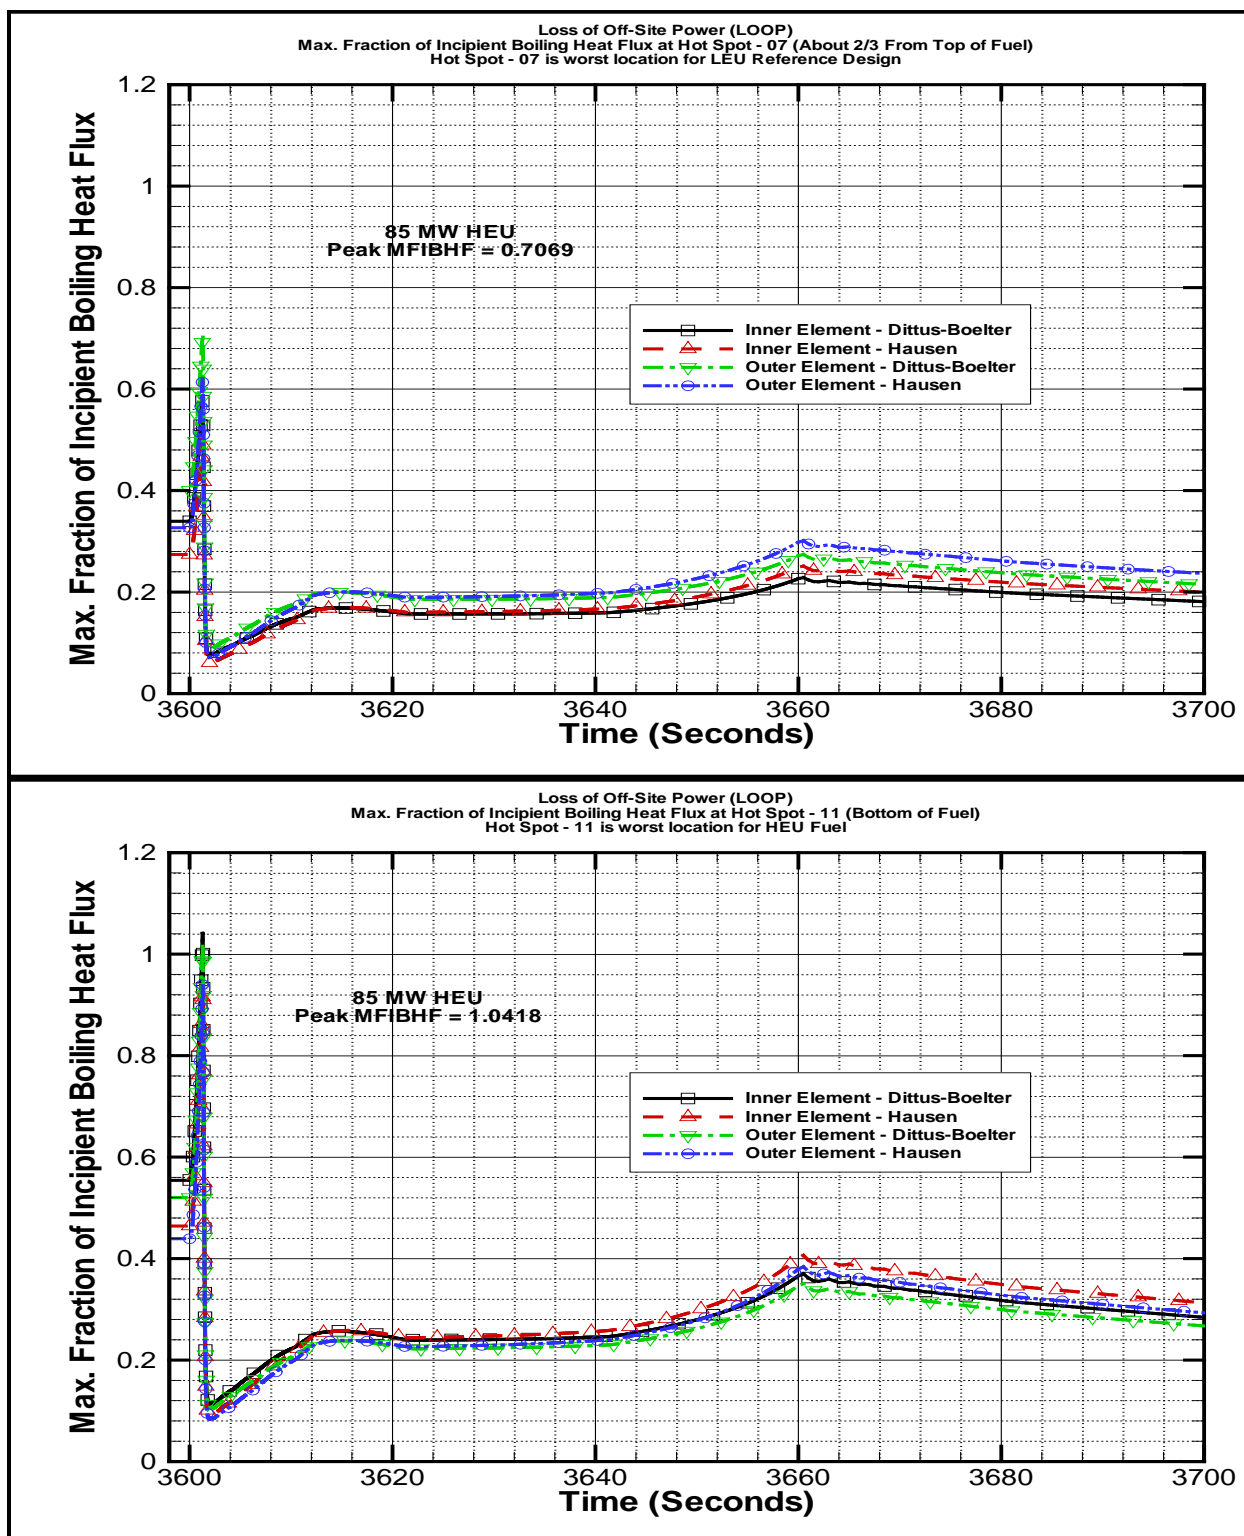 Loss of Off-Site Power (LOOP)
Max. Fraction of Incipient Boiling Heat Flux at Hot Spot - 07 (About 2/3 From Top of Fuel)
Hot Spot - 07 is worst location for LEU Reference Design
Max. Fraction of Incipient Boiling Heat Flux
1.2
1
0.8
0.6
0.4
0.2
0
85 MW HEU
Peak MFIBHF = 0.7069
Inner Element - Dittus-Boelter
Inner Element - Hausen
Outer Element - Dittus-Boelter
Outer Element - Hausen
3600 3620 3640 3660 3680 3700
Time (Seconds)
Loss of Off-Site Power (LOOP)
Max. Fraction of Incipient Boiling Heat Flux at Hot Spot - 11 (Bottom of Fuel)
Hot Spot - 11 is worst location for HEU Fuel
Max. Fraction of Incipient Boiling Heat Flux
1.2
1
0.8
0.6
0.4
0.2
0
85 MW HEU
Peak MFIBHF = 1.0418
Inner Element - Dittus-Boelter
Inner Element - Hausen
Outer Element - Dittus-Boelter
Outer Element - Hausen
3600 3620 3640 3660 3680 3700
Time (Seconds)